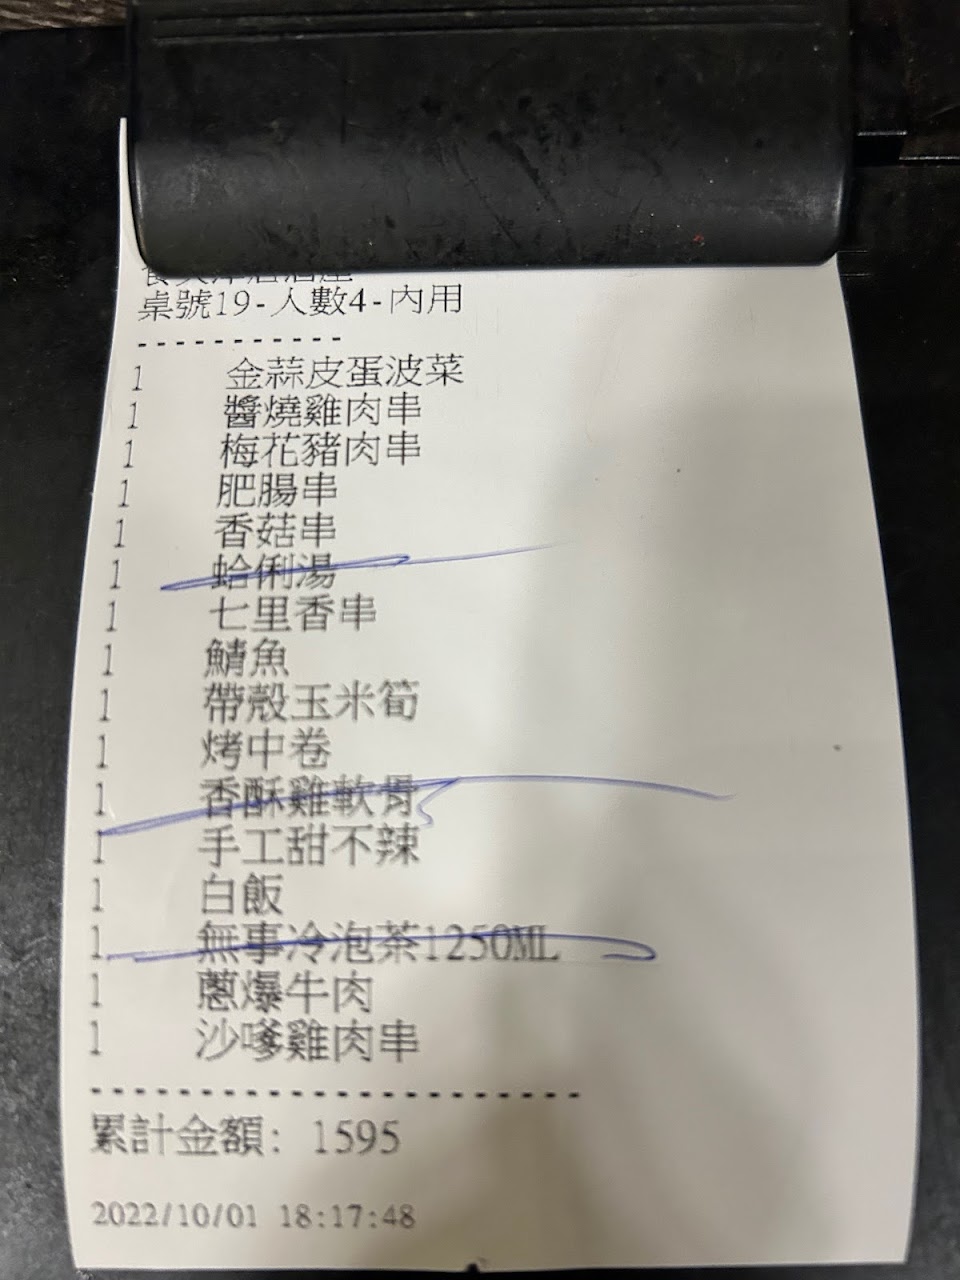 桌號19-人數4-內用
-----------
1 金蒜皮蛋波菜
1 醬燒雞肉串
1 梅花豬肉串
1 肥腸串
1 香菇串
1 蛤俐湯
1 七里香串
1 鯖魚
1 帶殼玉米筍
1 烤中卷
1 香酥雞軟骨
1 手工甜不辣
1 白飯
1 無事冷泡茶1250ML
1 蔥爆牛肉
1 沙嗲雞肉串
-----------------------
累計金額: 1595
2022/10/01 18:17:48